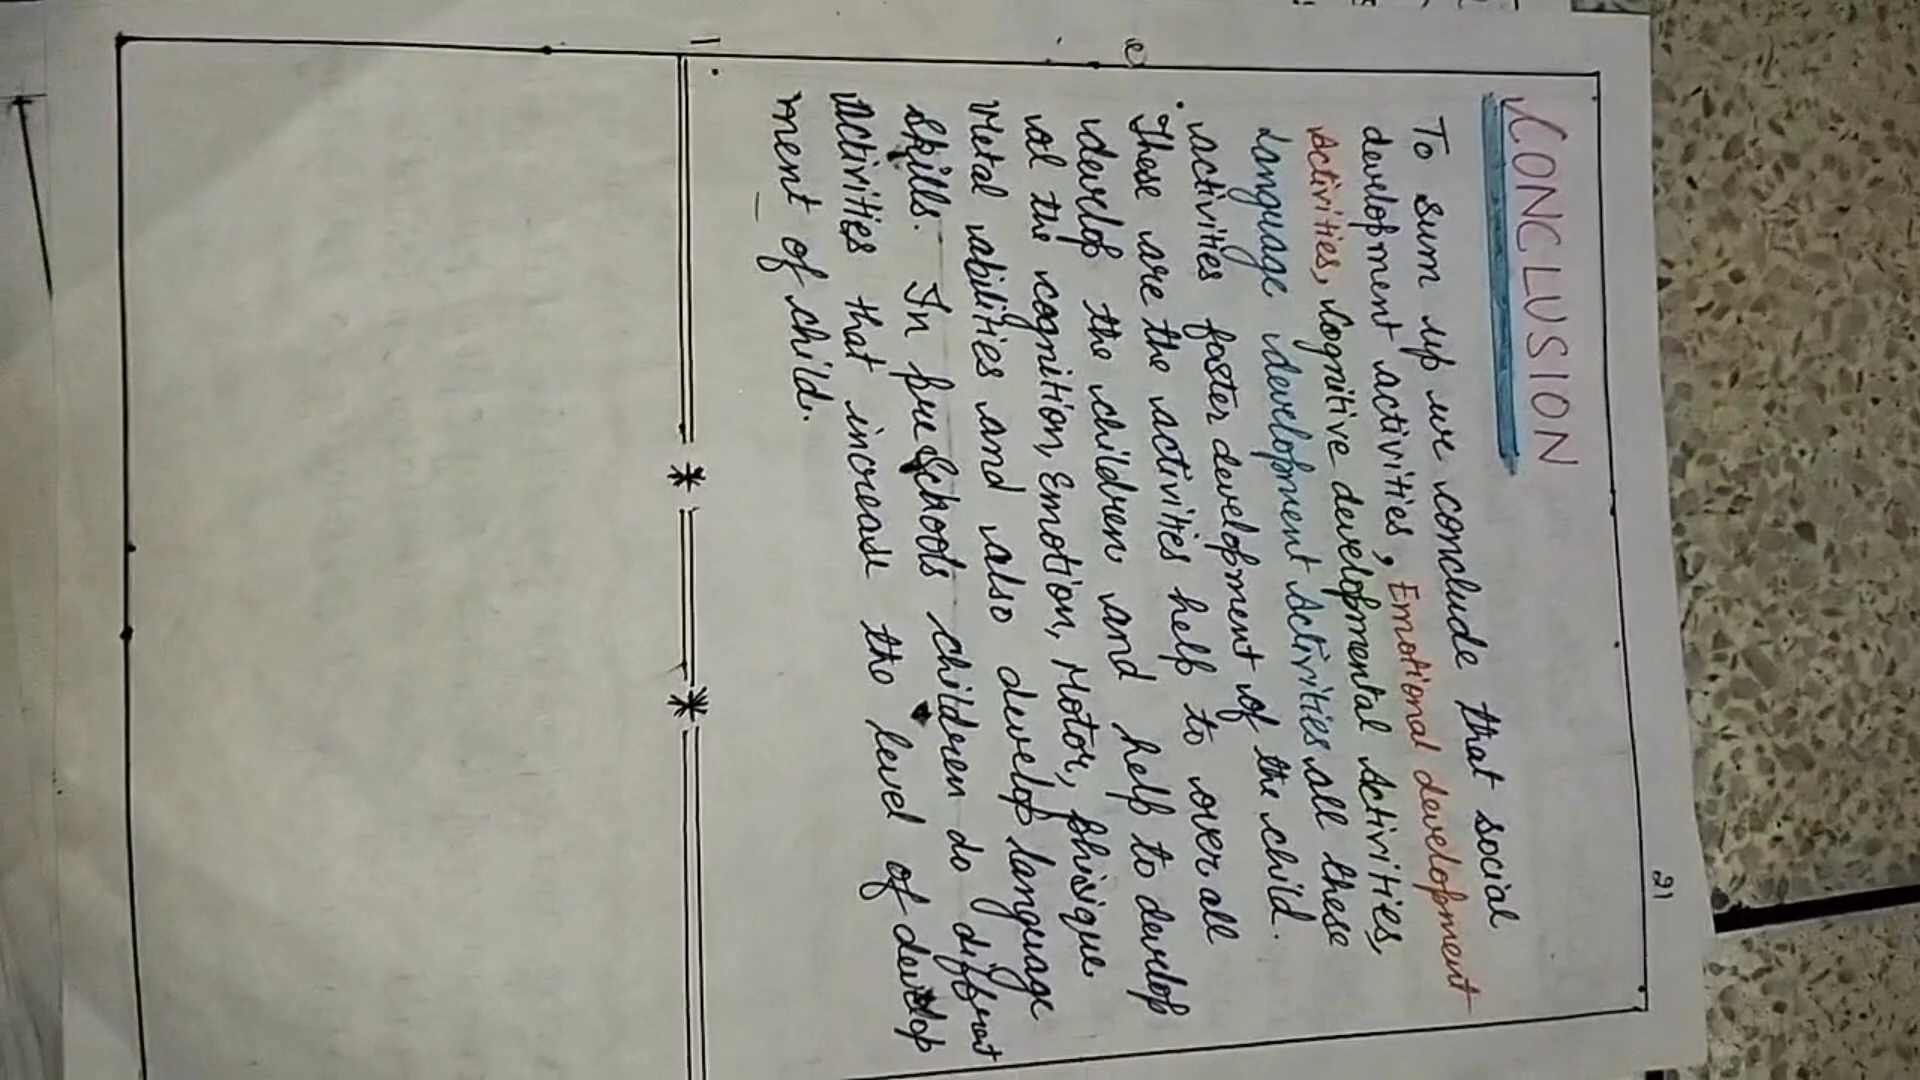 21
CONCLUSION
To sum up we conclude that social
development activities, Emotional development
Activities, Cognitive developmental Activities,
Language development Activities all these
activities foster development of the child.
These are the activities help to over all
develop the children and help to develop
al the cognition, Emotion, Motor, phisique
Metal abilities and also develop language
skills. In pre schools children do diffrent
activities that increase the level of develop
ment of child.